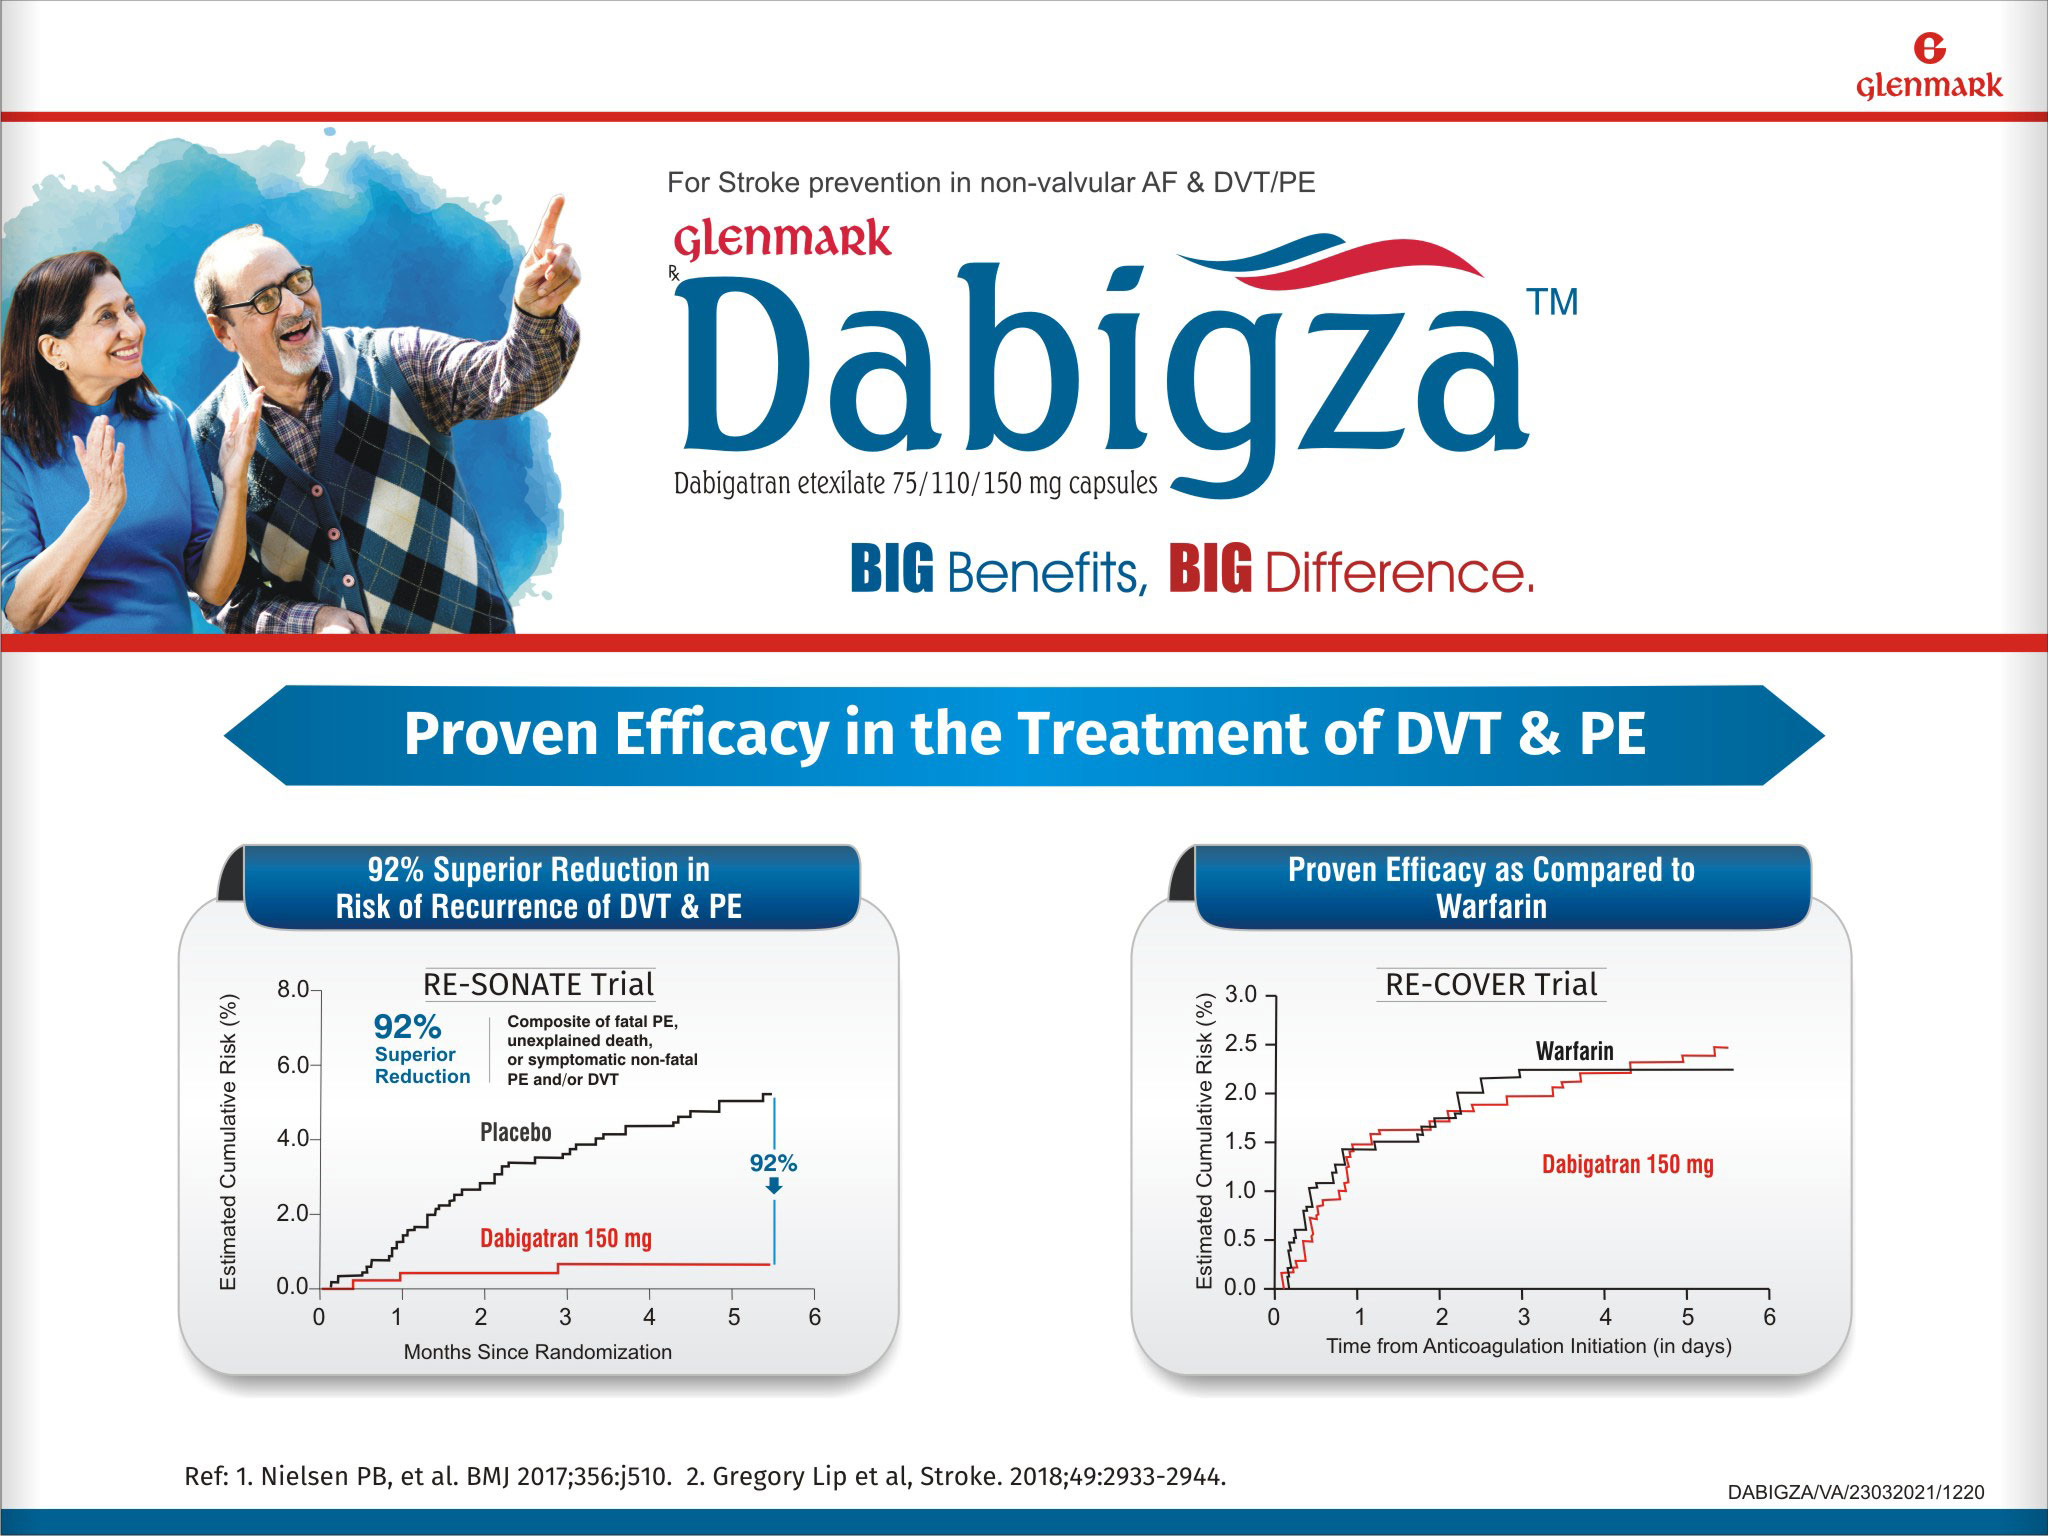 glenmark
For Stroke prevention in non-valvular AF & DVT/PE
glenmark
Rx
Dabigza™
Dabigatran etexilate 75/110/150 mg capsules
BIG Benefits, BIG Difference.
Proven Efficacy in the Treatment of DVT & PE
92% Superior Reduction in
Risk of Recurrence of DVT & PE
RE-SONATE Trial
92%
Superior
Reduction
Composite of fatal PE,
unexplained death,
or symptomatic non-fatal
PE and/or DVT
Estimated Cumulative Risk (%)
8.0
6.0
4.0
2.0
0.0
Placebo
92%
Dabigatran 150 mg
0 1 2 3 4 5 6
Months Since Randomization
Proven Efficacy as Compared to
Warfarin
RE-COVER Trial
Estimated Cumulative Risk (%)
3.0
2.5
2.0
1.5
1.0
0.5
0.0
Warfarin
Dabigatran 150 mg
0 1 2 3 4 5 6
Time from Anticoagulation Initiation (in days)
Ref: 1. Nielsen PB, et al. BMJ 2017;356:j510. 2. Gregory Lip et al, Stroke. 2018;49:2933-2944.
DABIGZA/VA/23032021/1220